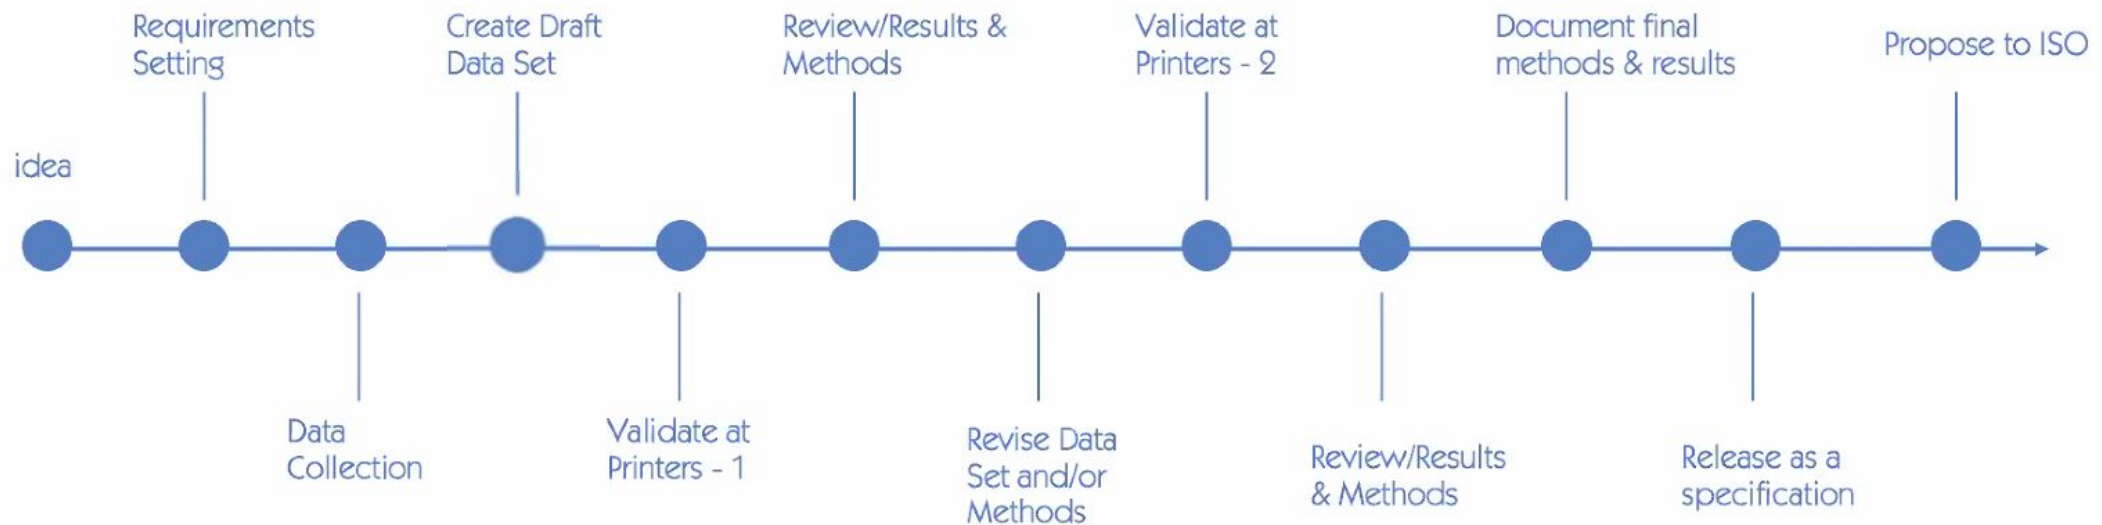 idea
Requirements
Setting
Data
Collection
Create Draft
Data Set
Validate at
Printers - 1
Review/Results &
Methods
Revise Data
Set and/or
Methods
Validate at
Printers - 2
Review/Results
& Methods
Document final
methods & results
Release as a
specification
Propose to ISO